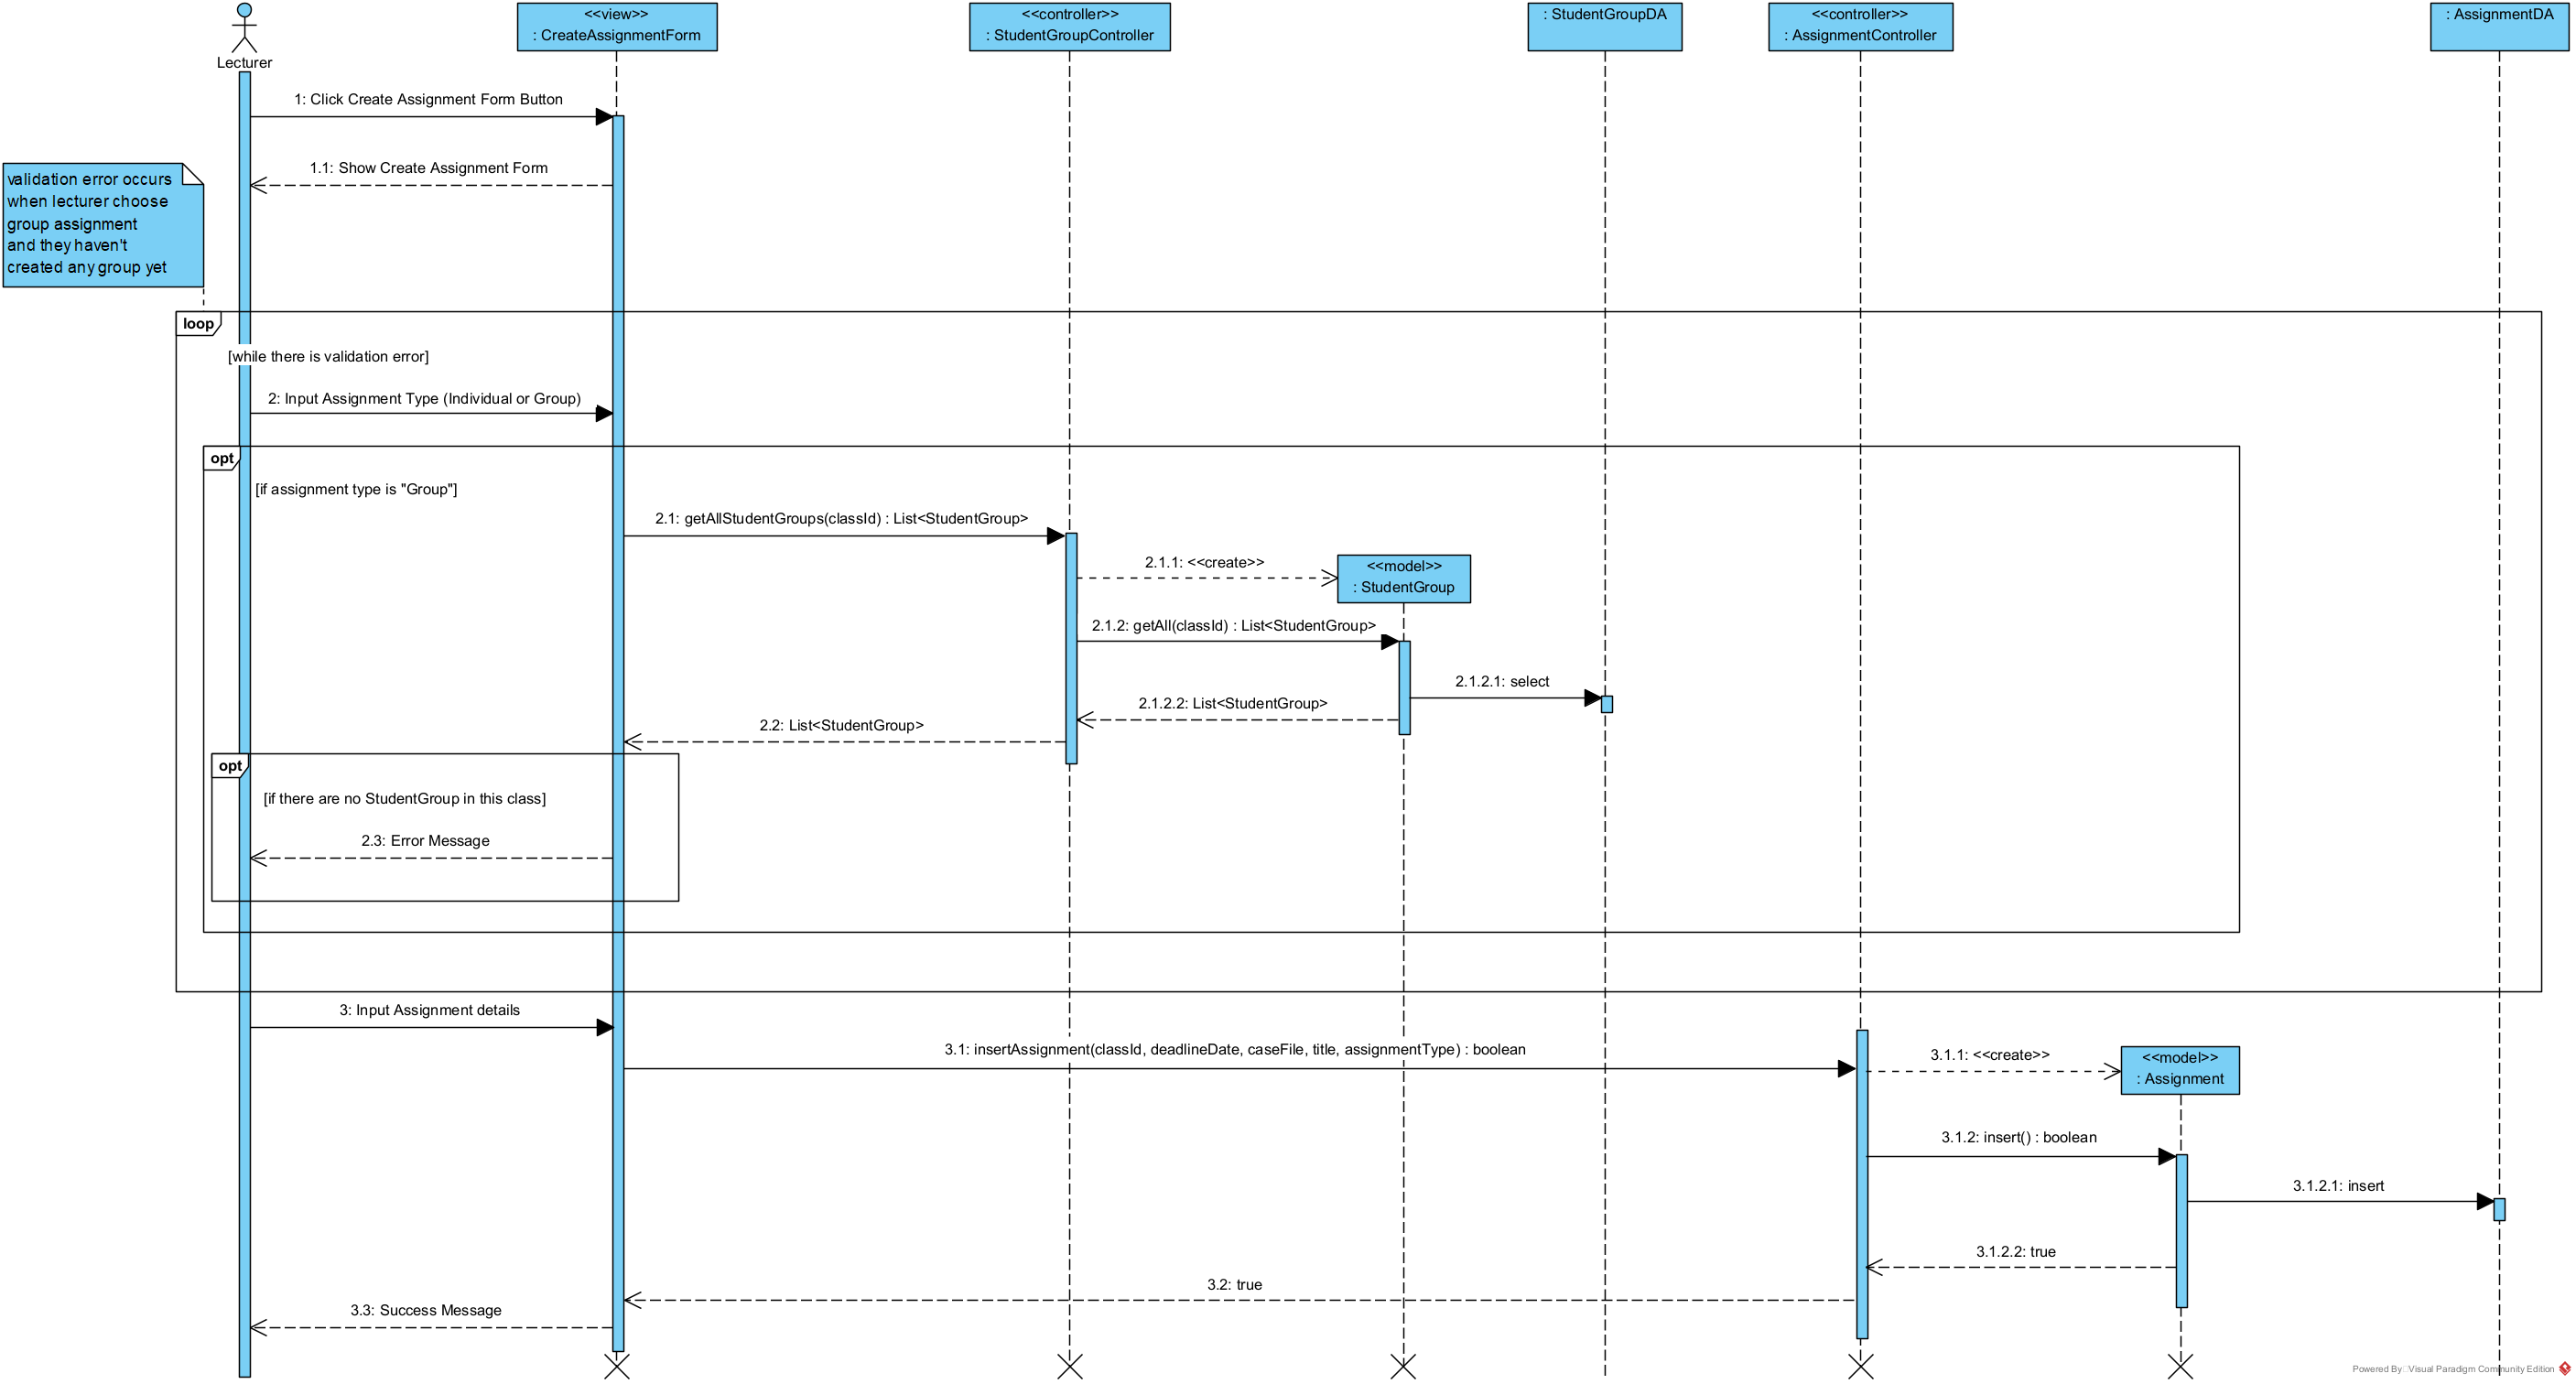 <<view>>
: CreateAssignmentForm
<<controller>>
: StudentGroupController
: StudentGroupDA
<<controller>>
: AssignmentController
: AssignmentDA
Lecturer
1: Click Create Assignment Form Button
1.1: Show Create Assignment Form
validation error occurs
when lecturer choose
group assignment
and they haven't
created any group yet
loop
[while there is validation error]
2: Input Assignment Type (Individual or Group)
opt
[if assignment type is "Group"]
2.1: getAllStudentGroups(classId) : List<StudentGroup>
2.1.1: <<create>>
<<model>>
: StudentGroup
2.1.2: getAll(classId) : List<StudentGroup>
2.1.2.1: select
2.1.2.2: List<StudentGroup>
2.2: List<StudentGroup>
opt
[if there are no StudentGroup in this class]
2.3: Error Message
3: Input Assignment details
3.1: insertAssignment(classId, deadlineDate, caseFile, title, assignmentType) : boolean
3.1.1: <<create>>
<<model>>
: Assignment
3.1.2: insert() : boolean
3.1.2.1: insert
3.1.2.2: true
3.2: true
3.3: Success Message
Powered By Visual Paradigm Community Edition